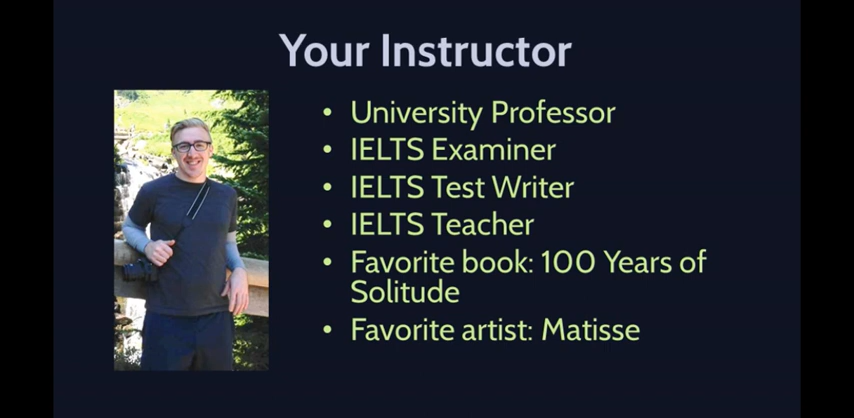 Your Instructor
• University Professor
• IELTS Examiner
• IELTS Test Writer
• IELTS Teacher
• Favorite book: 100 Years of
Solitude
• Favorite artist: Matisse